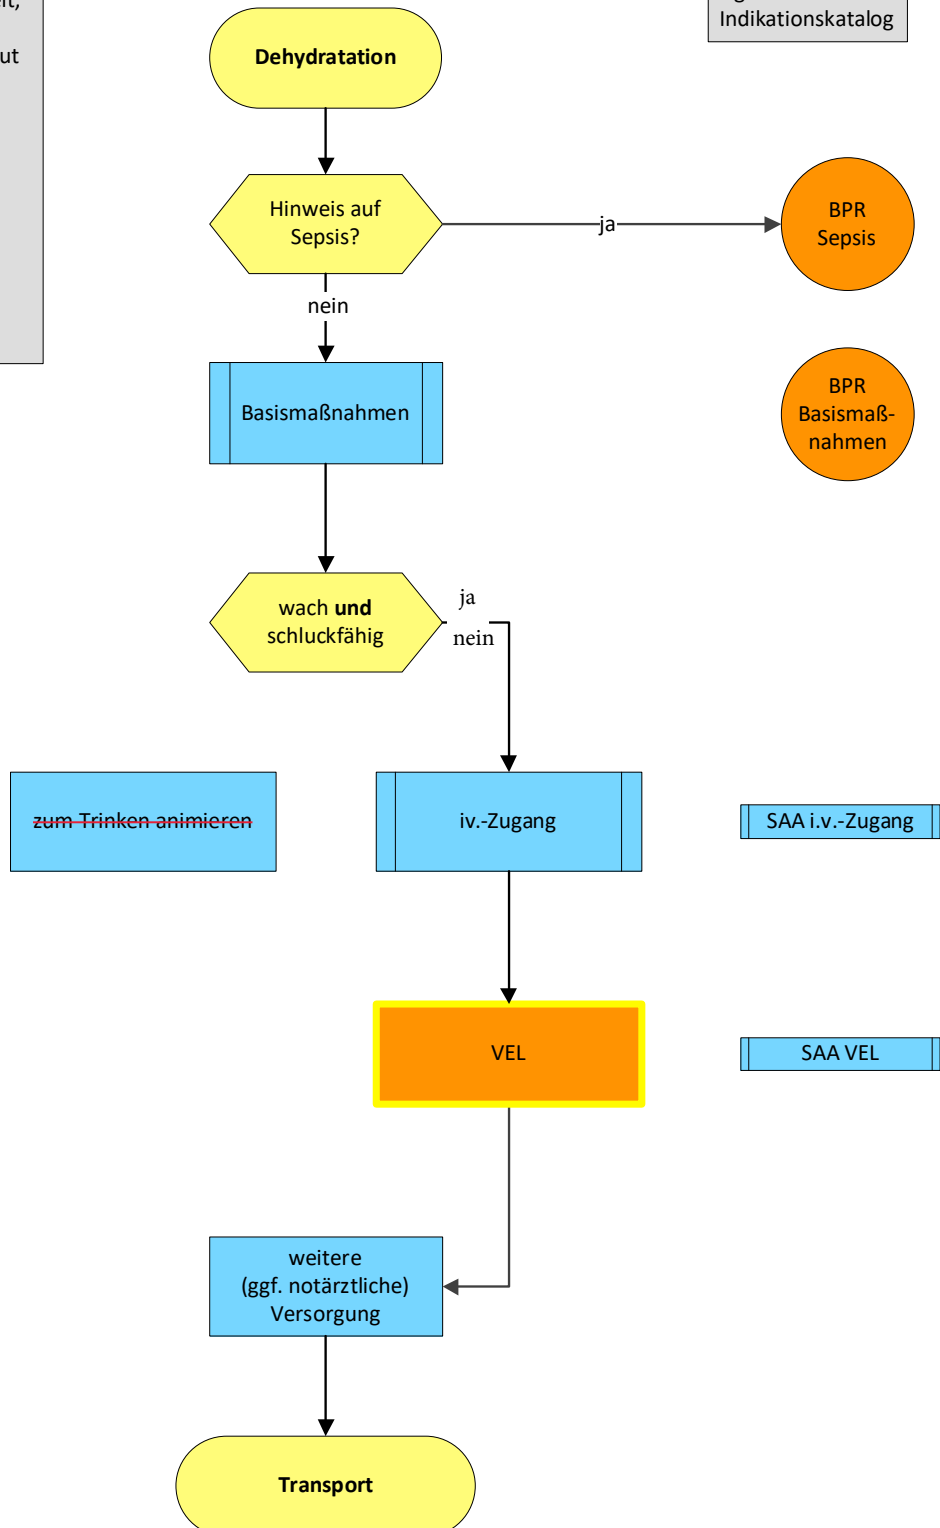 ut
Indikationskatalog
Dehydratation
Hinweis auf
Sepsis?
ja
BPR
Sepsis
nein
Basismaßnahmen
BPR
Basismaß-
nahmen
wach und
schluckfähig
ja
nein
zum Trinken animieren
iv.-Zugang
SAA i.v.-Zugang
VEL
SAA VEL
weitere
(ggf. notärztliche)
Versorgung
Transport